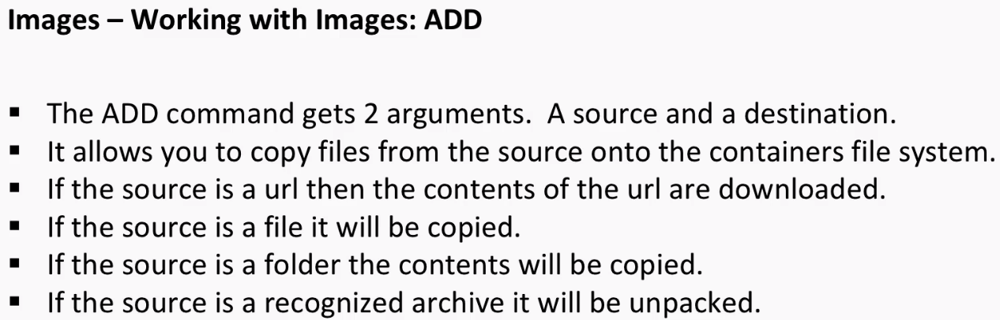 Images – Working with Images: ADD
▪ The ADD command gets 2 arguments.  A source and a destination.
▪ It allows you to copy files from the source onto the containers file system.
▪ If the source is a url then the contents of the url are downloaded.
▪ If the source is a file it will be copied.
▪ If the source is a folder the contents will be copied.
▪ If the source is a recognized archive it will be unpacked.